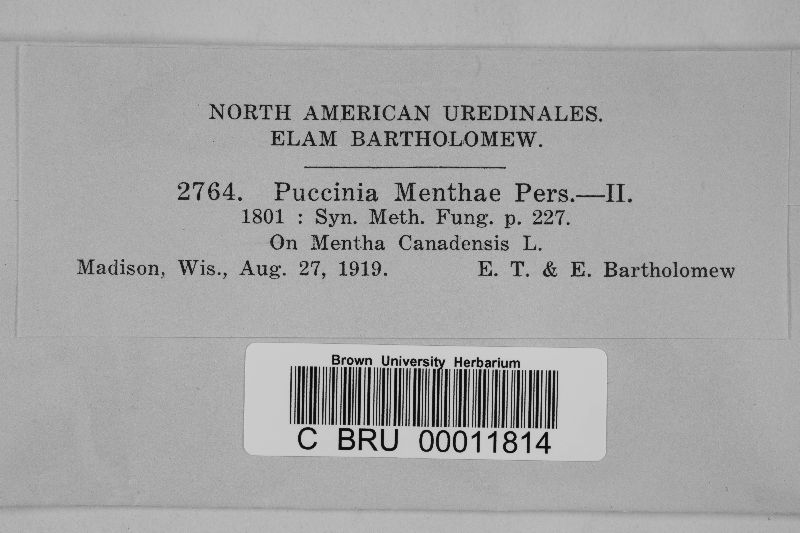 NORTH AMERICAN UREDINALES.
ELAM BARTHOLOMEW.
2764. Puccinia Menthae Pers.—II.
1801 : Syn. Meth. Fung. p. 227.
On Mentha Canadensis L.
Madison, Wis., Aug. 27, 1919. E. T. & E. Bartholomew
Brown University Herbarium
C BRU 00011814